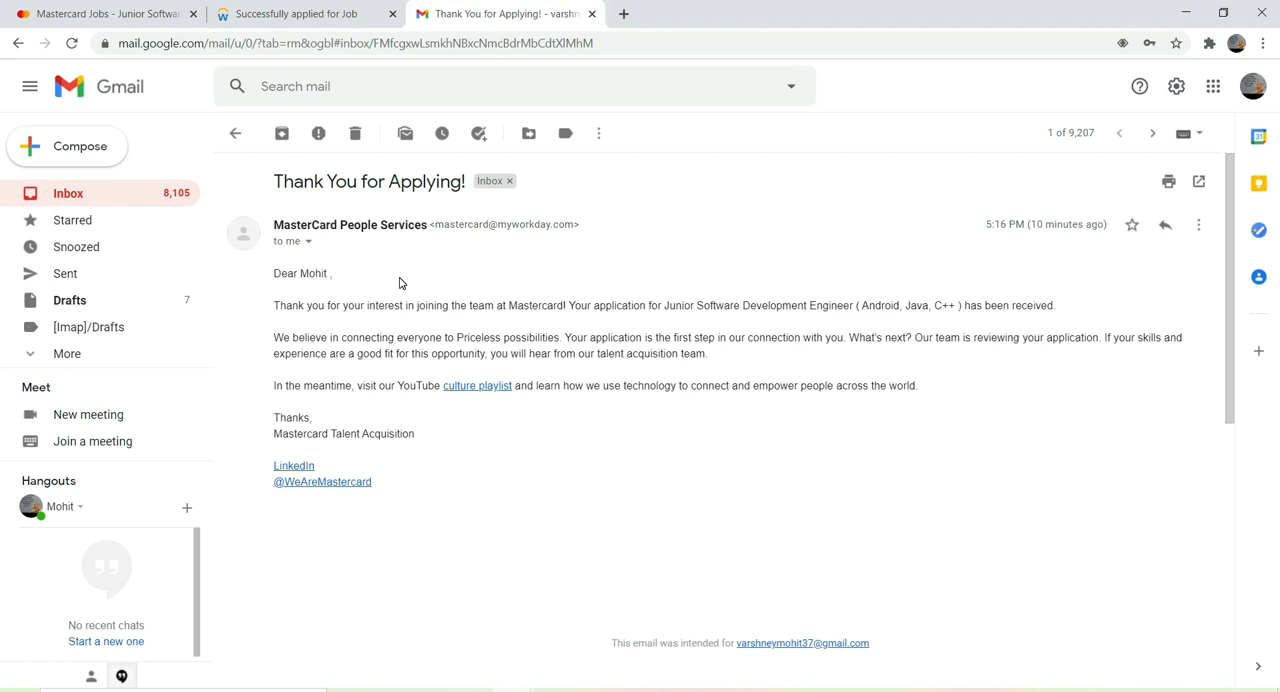 Mastercard Jobs - Junior Softwar
Successfully applied for Job
Thank You for Applying! - varshn
mail.google.com/mail/u/0/?tab=rm&ogbl#inbox/FMfcgxwLsmkhNBxcNmcBdrMbCdtXlMhM
Gmail
Search mail
Compose
1 of 9,207
Inbox 8,105
Starred
Snoozed
Sent
Drafts 7
[Imap]/Drafts
More
Meet
New meeting
Join a meeting
Hangouts
Mohit
No recent chats
Start a new one
Thank You for Applying! Inbox ×
MasterCard People Services <mastercard@myworkday.com> 5:16 PM (10 minutes ago)
to me
Dear Mohit ,
Thank you for your interest in joining the team at Mastercard! Your application for Junior Software Development Engineer ( Android, Java, C++ ) has been received.
We believe in connecting everyone to Priceless possibilities. Your application is the first step in our connection with you. What's next? Our team is reviewing your application. If your skills and
experience are a good fit for this opportunity, you will hear from our talent acquisition team.
In the meantime, visit our YouTube culture playlist and learn how we use technology to connect and empower people across the world.
Thanks,
Mastercard Talent Acquisition
LinkedIn
@WeAreMastercard
This email was intended for varshneymohit37@gmail.com
31